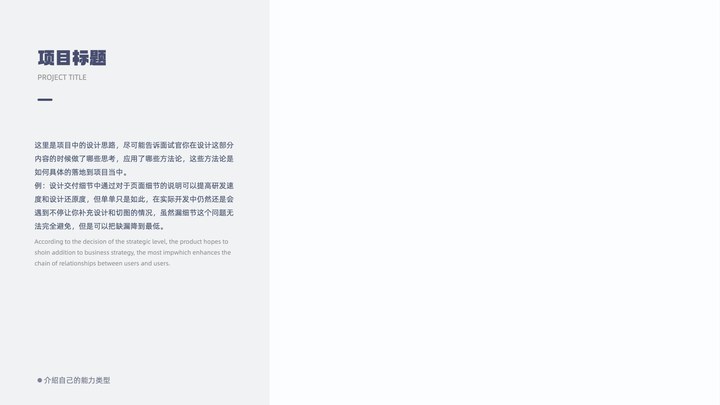 项目标题
PROJECT TITLE
这里是项目中的设计思路，尽可能告诉面试官你在设计这部分
内容的时候做了哪些思考，应用了哪些方法论，这些方法论是
如何具体的落地到项目当中。
例：设计交付细节中通过对于页面细节的说明可以提高研发速
度和设计还原度，但单单只是如此，在实际开发中仍然还是会
遇到不停让你补充设计和切图的情况，虽然漏细节这个问题无
法完全避免，但是可以把缺漏降到最低。
According to the decision of the strategic level, the product hopes to
shoin addition to business strategy, the most impwhich enhances the
chain of relationships between users and users.
介绍自己的能力类型